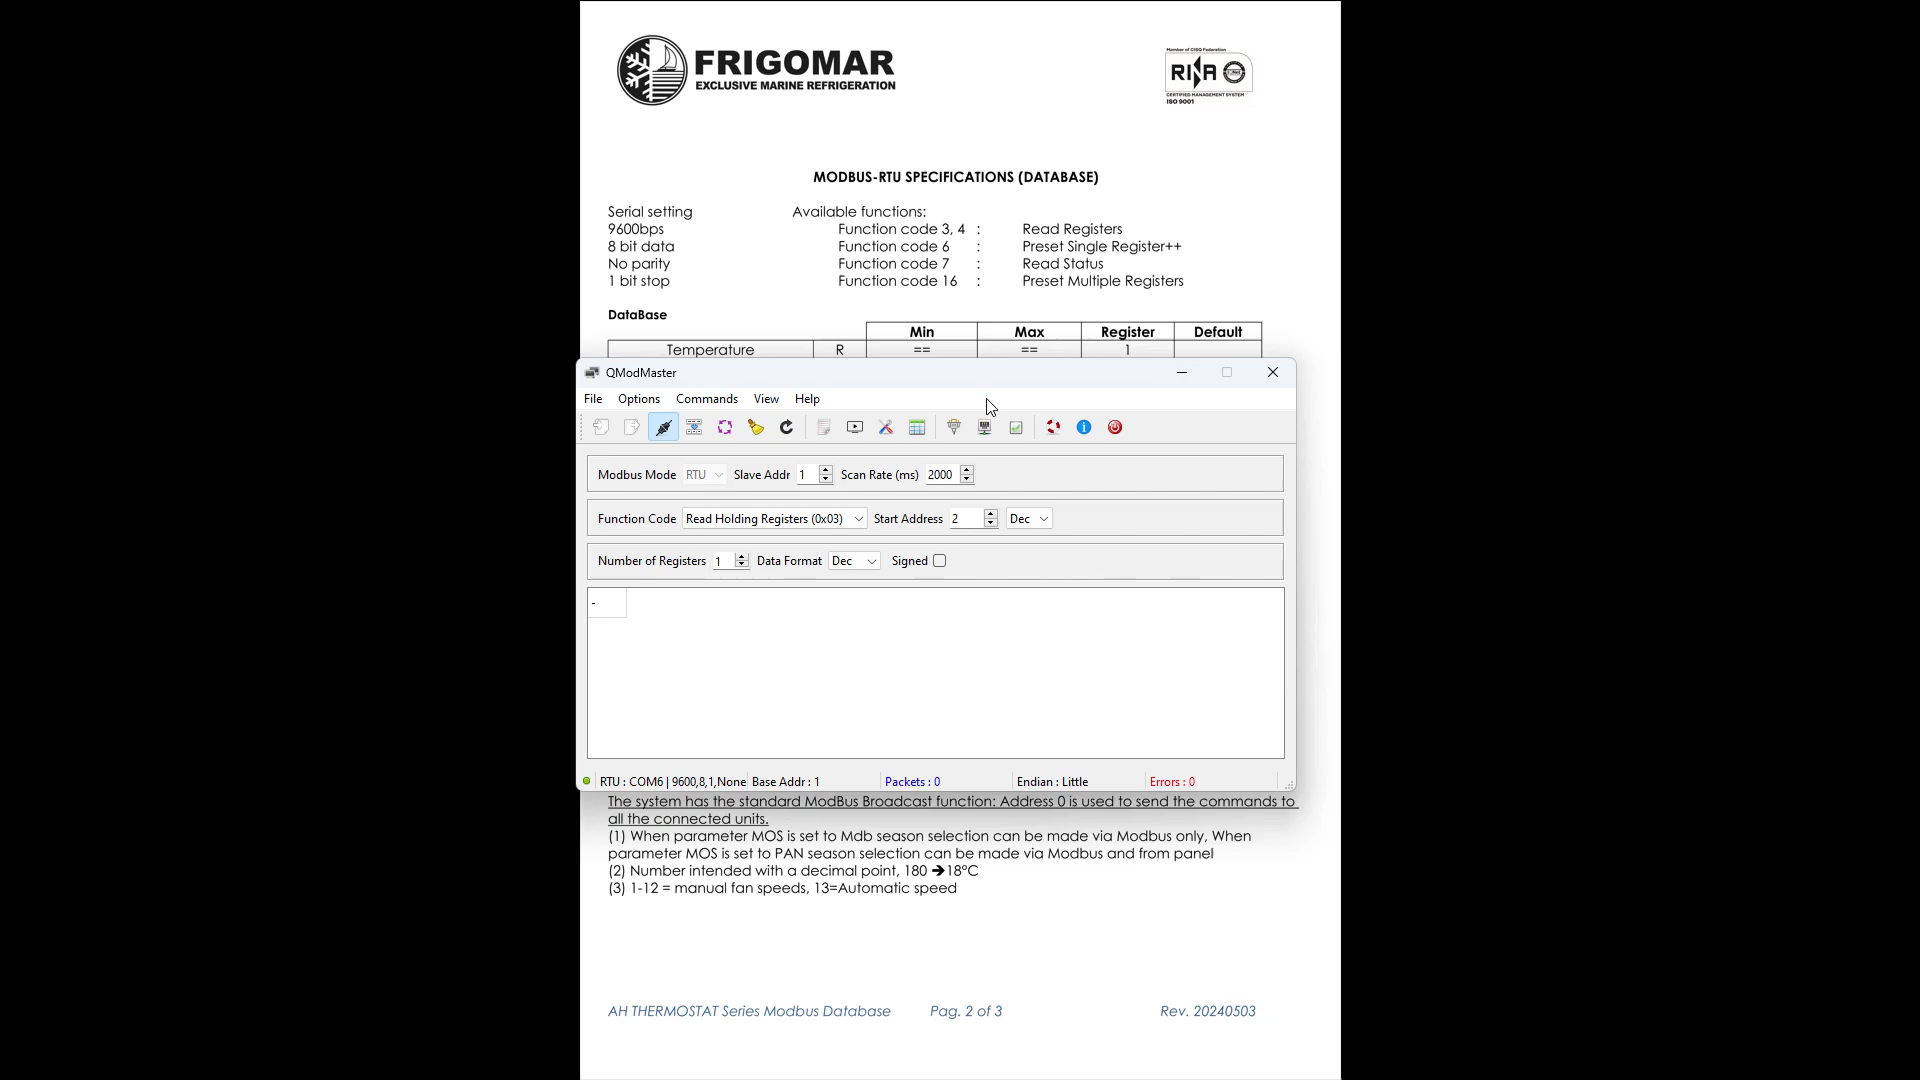 FRIGOMAR
EXCLUSIVE MARINE REFRIGERATION
Member of CISQ Federation
RINA
CERTIFIED MANAGEMENT SYSTEM
ISO 9001
MODBUS-RTU SPECIFICATIONS (DATABASE)
Serial setting Available functions:
9600bps Function code 3, 4 : Read Registers
8 bit data Function code 6 : Preset Single Register++
No parity Function code 7 : Read Status
1 bit stop Function code 16 : Preset Multiple Registers
DataBase
Min Max Register Default
Temperature R == == 1
QModMaster
File Options Commands View Help
Modbus Mode RTU Slave Addr 1 Scan Rate (ms) 2000
Function Code Read Holding Registers (0x03) Start Address 2 Dec
Number of Registers 1 Data Format Dec Signed
-
RTU : COM6 | 9600,8,1,None Base Addr : 1 Packets : 0 Endian : Little Errors : 0
The system has the standard ModBus Broadcast function: Address 0 is used to send the commands to
all the connected units.
(1) When parameter MOS is set to Mdb season selection can be made via Modbus only, When
parameter MOS is set to PAN season selection can be made via Modbus and from panel
(2) Number intended with a decimal point, 180 ➔18°C
(3) 1-12 = manual fan speeds, 13=Automatic speed
AH THERMOSTAT Series Modbus Database Pag. 2 of 3 Rev. 20240503